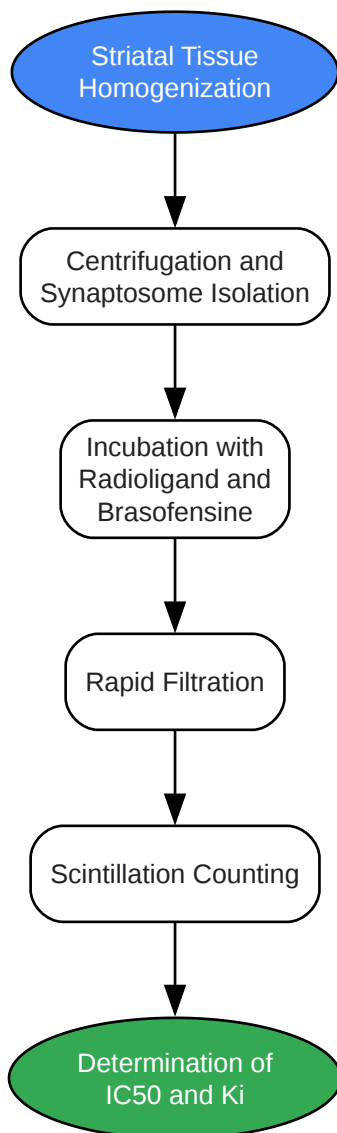 Striatal Tissue
Homogenization
Centrifugation and
Synaptosome Isolation
Incubation with
Radioligand and
Brasofensine
Rapid Filtration
Scintillation Counting
Determination of
IC50 and Ki